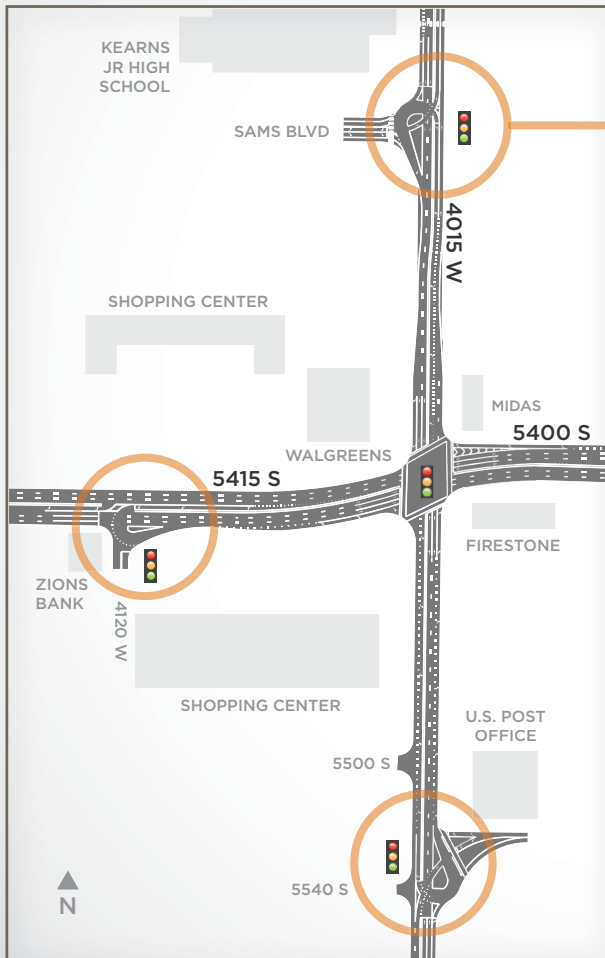 KEARNS
JR HIGH
SCHOOL
SAMS BLVD
4015 W
SHOPPING CENTER
MIDAS
5400 S
WALGREENS
5415 S
FIRESTONE
ZIONS
BANK
4120 W
SHOPPING CENTER
U.S. POST
OFFICE
5500 S
5540 S
N